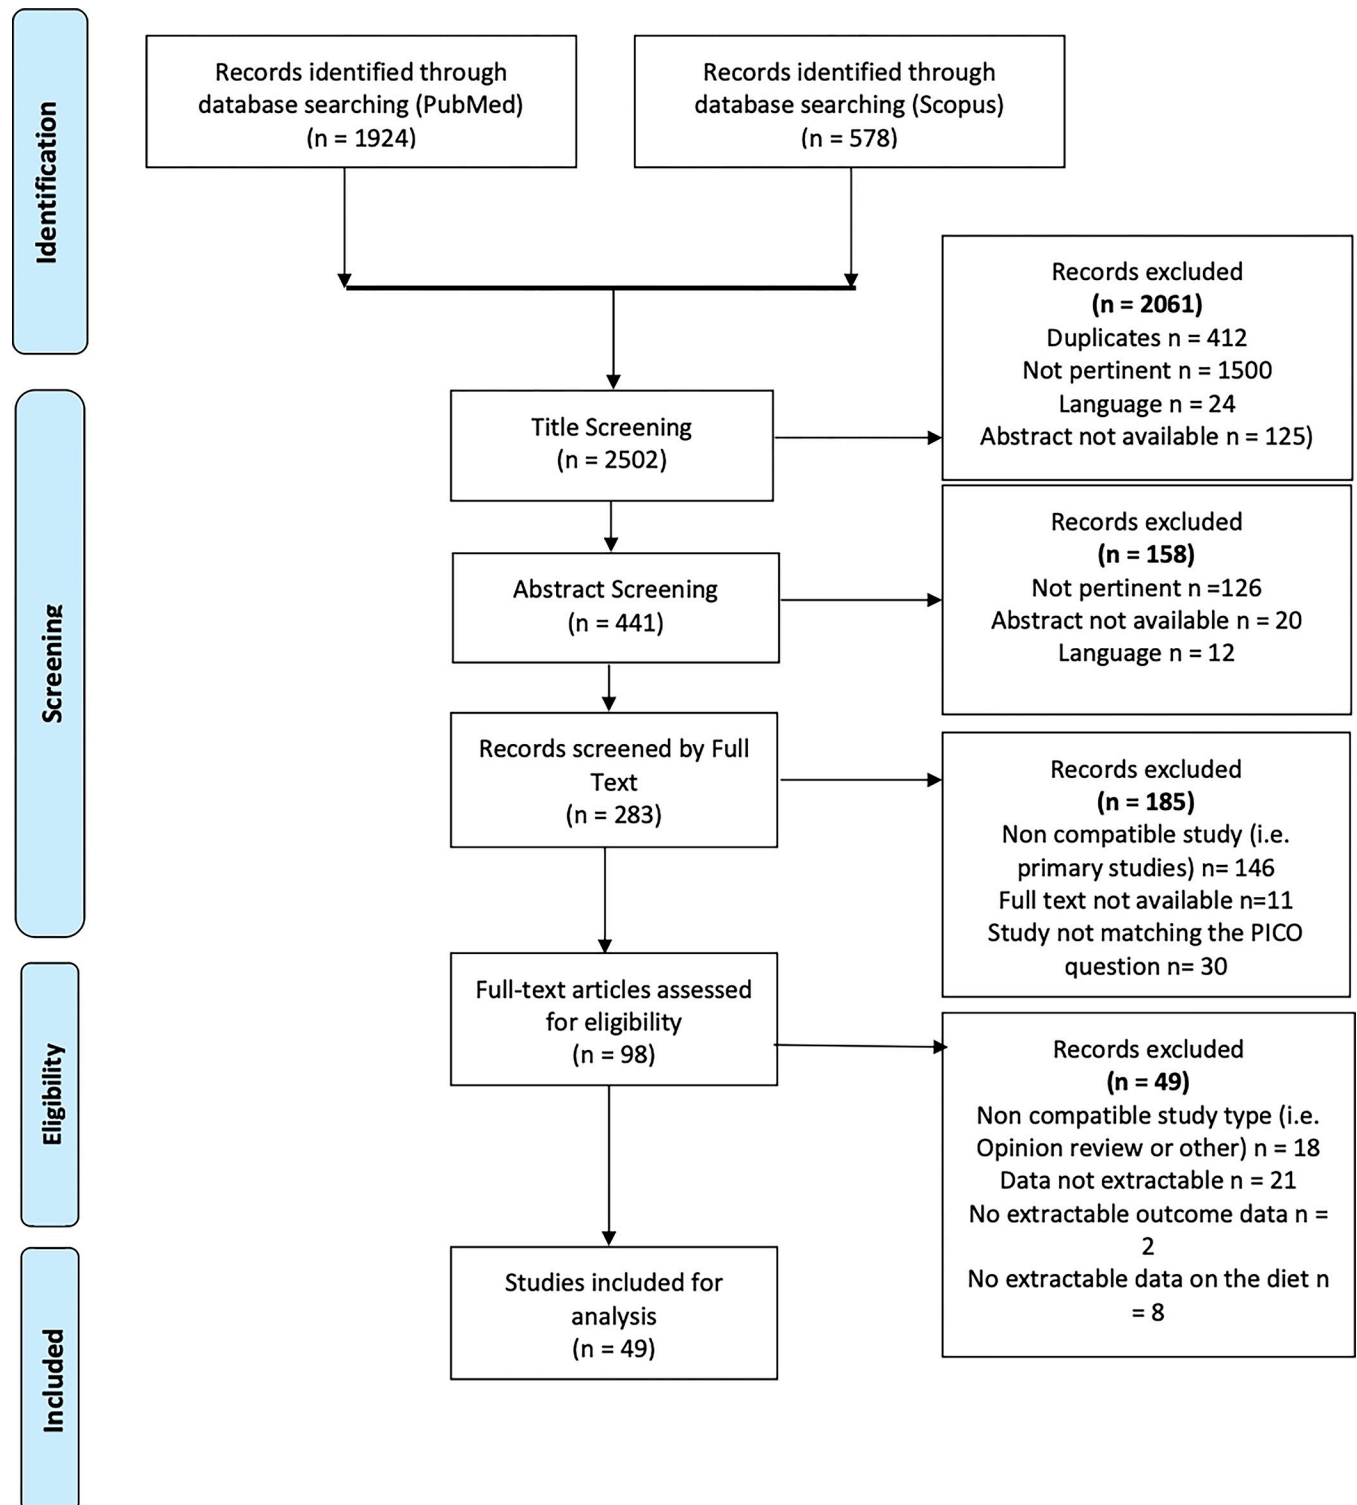 Identification
Records identified through
database searching (PubMed)
(n = 1924)
Records identified through
database searching (Scopus)
(n = 578)
Records excluded
(n = 2061)
Duplicates n = 412
Not pertinent n = 1500
Language n = 24
Abstract not available n = 125)
Screening
Title Screening
(n = 2502)
Abstract Screening
(n = 441)
Records excluded
(n = 158)
Not pertinent n =126
Abstract not available n = 20
Language n = 12
Records screened by Full
Text
(n = 283)
Records excluded
(n = 185)
Non compatible study (i.e.
primary studies) n= 146
Full text not available n=11
Study not matching the PICO
question n= 30
Eligibility
Full-text articles assessed
for eligibility
(n = 98)
Records excluded
(n = 49)
Non compatible study type (i.e.
Opinion review or other) n = 18
Data not extractable n = 21
No extractable outcome data n =
2
No extractable data on the diet n
= 8
Included
Studies included for
analysis
(n = 49)